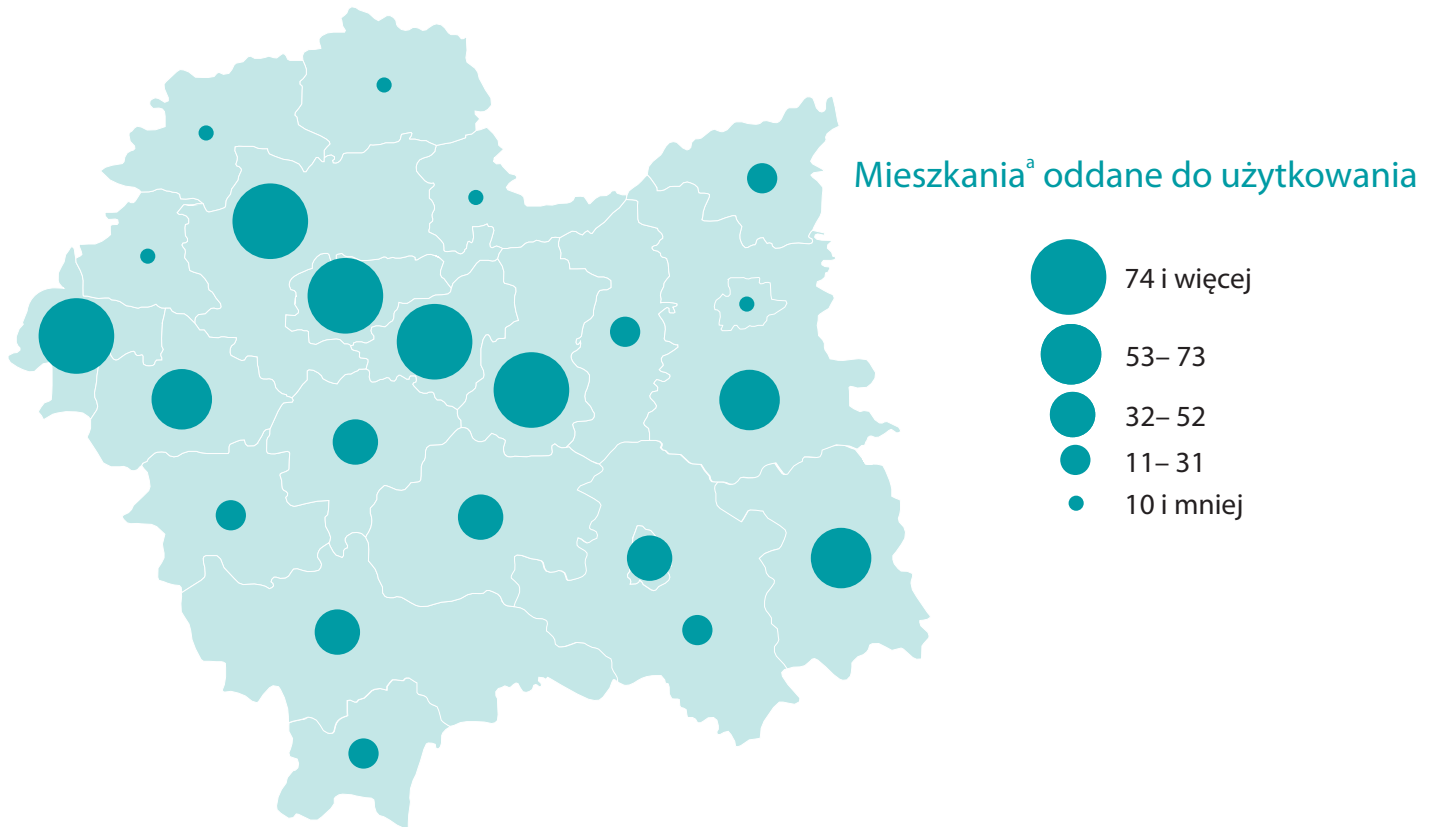 Mieszkaniaᵃ oddane do użytkowania
74 i więcej
53– 73
32– 52
11– 31
10 i mniej